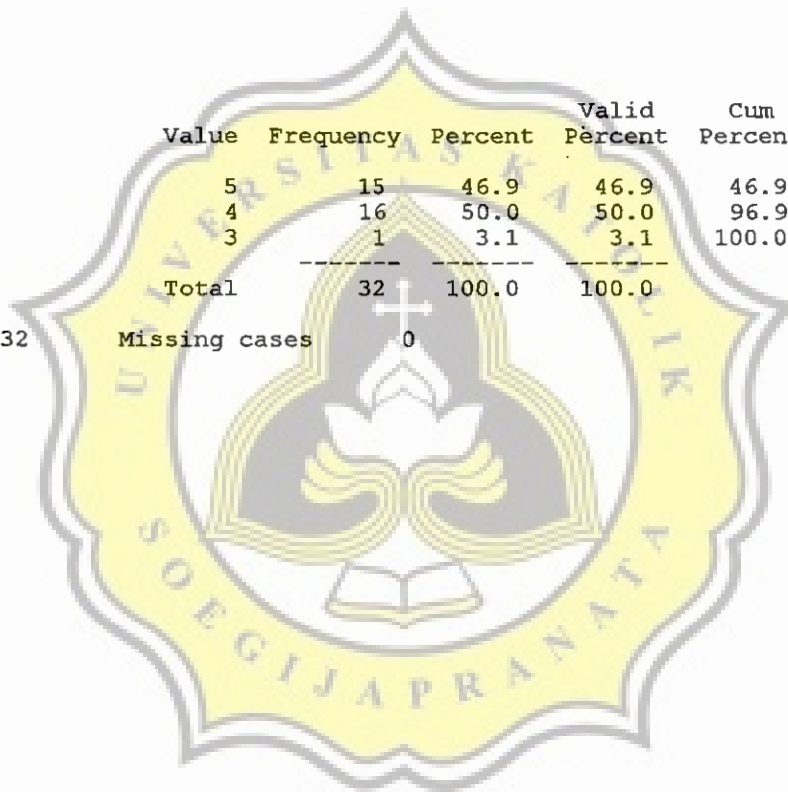 Valid Cum
Value Frequency Percent Percent Percen
5 15 46.9 46.9 46.9
4 16 50.0 50.0 96.9
3 1 3.1 3.1 100.0
------- ------- -------
Total 32 100.0 100.0
32 Missing cases 0
UNIVERSITAS KATOLIK
SOEGIJAPRANATA